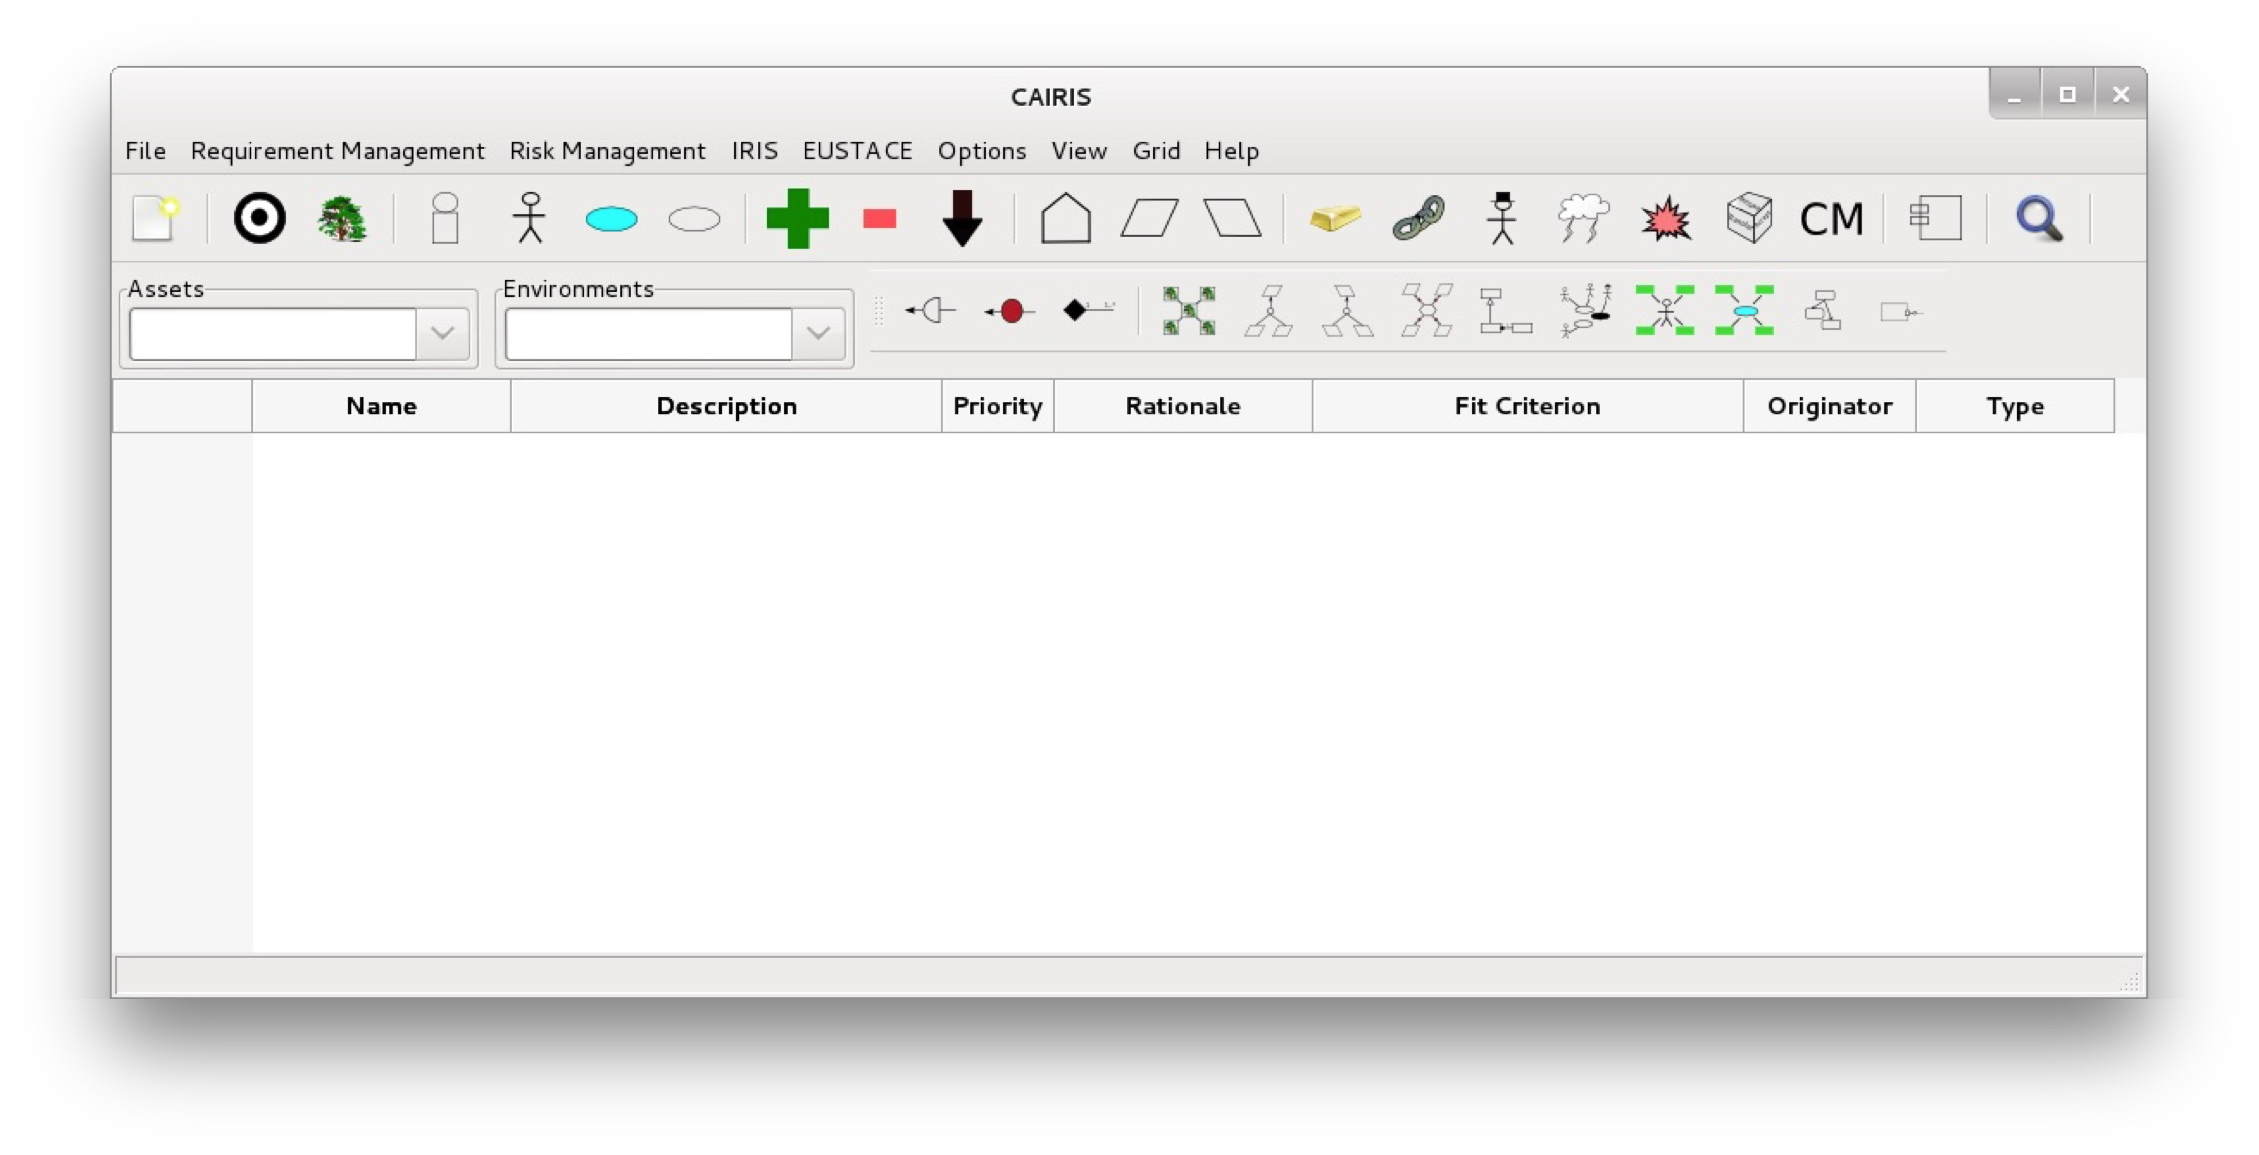 CAIRIS
File Requirement Management Risk Management IRIS EUSTACE Options View Grid Help
CM
Assets Environments
Name Description Priority Rationale Fit Criterion Originator Type